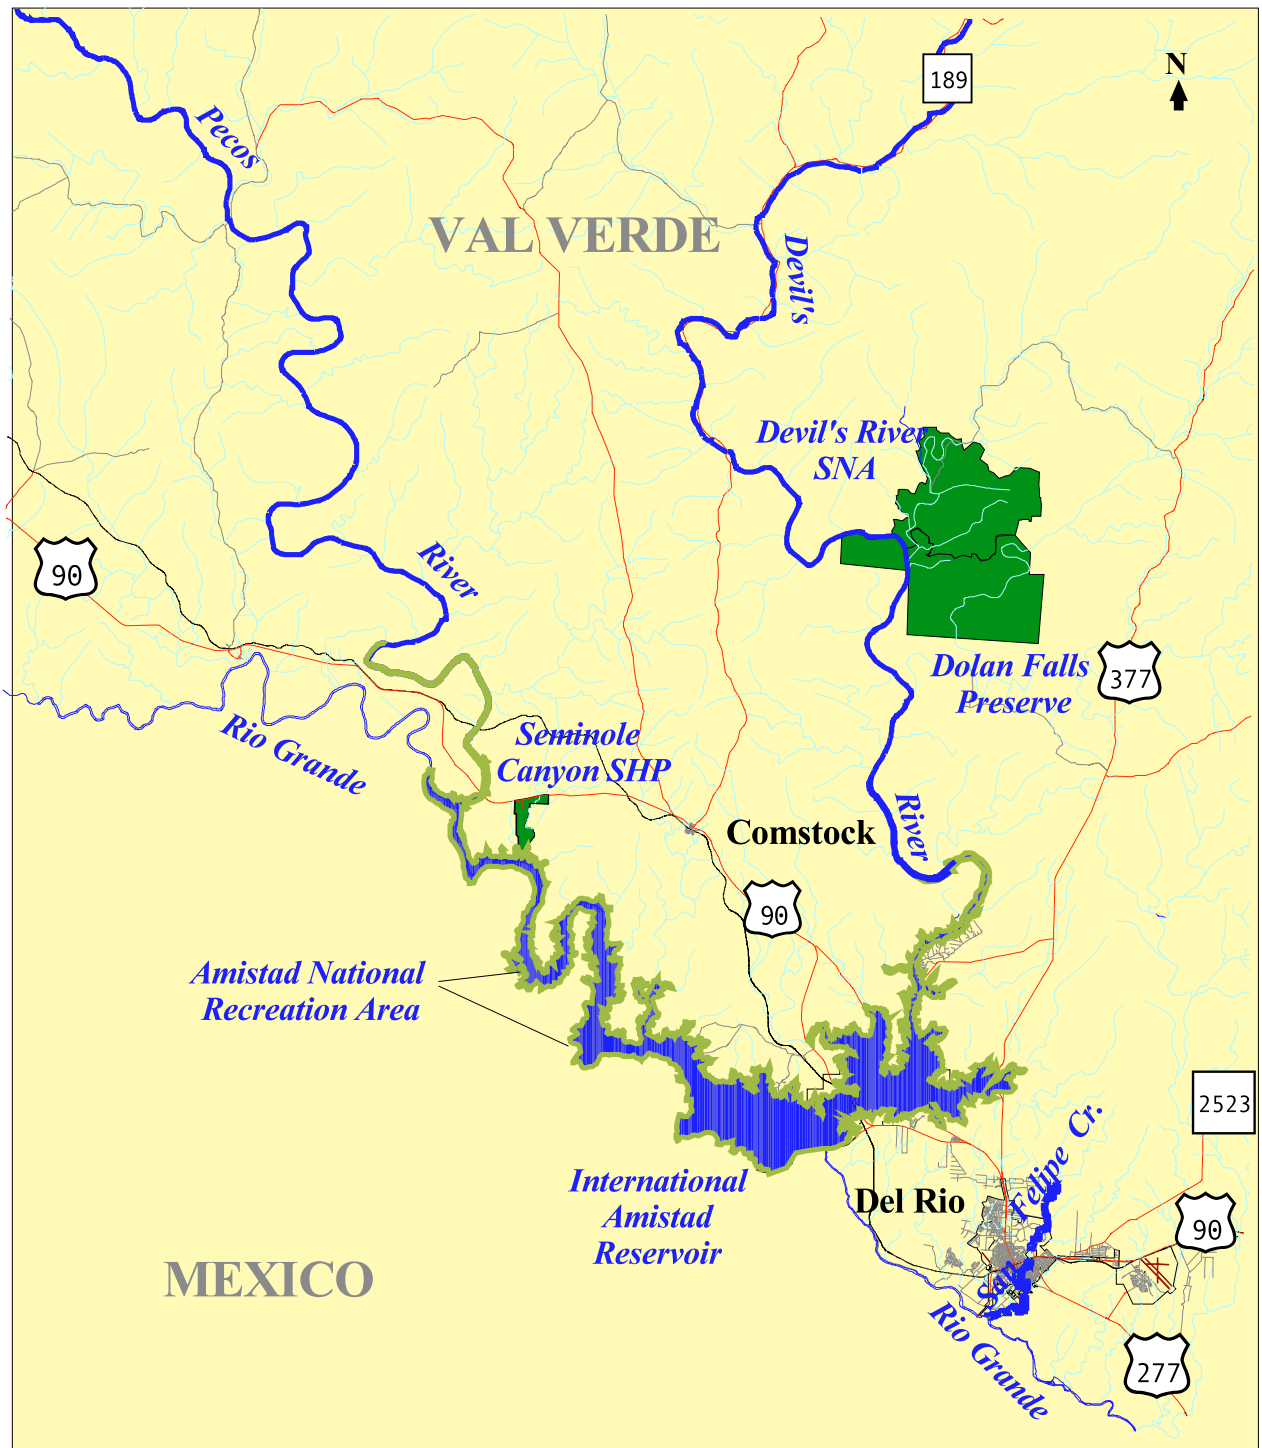 N
189
Pecos
VAL VERDE
Devil's
Devil's River
SNA
90
River
Dolan Falls
Preserve
377
Rio Grande
Seminole
Canyon SHP
River
Comstock
90
Amistad National
Recreation Area
2523
San Felipe Cr.
International
Amistad
Reservoir
Del Rio
90
MEXICO
Rio Grande
277